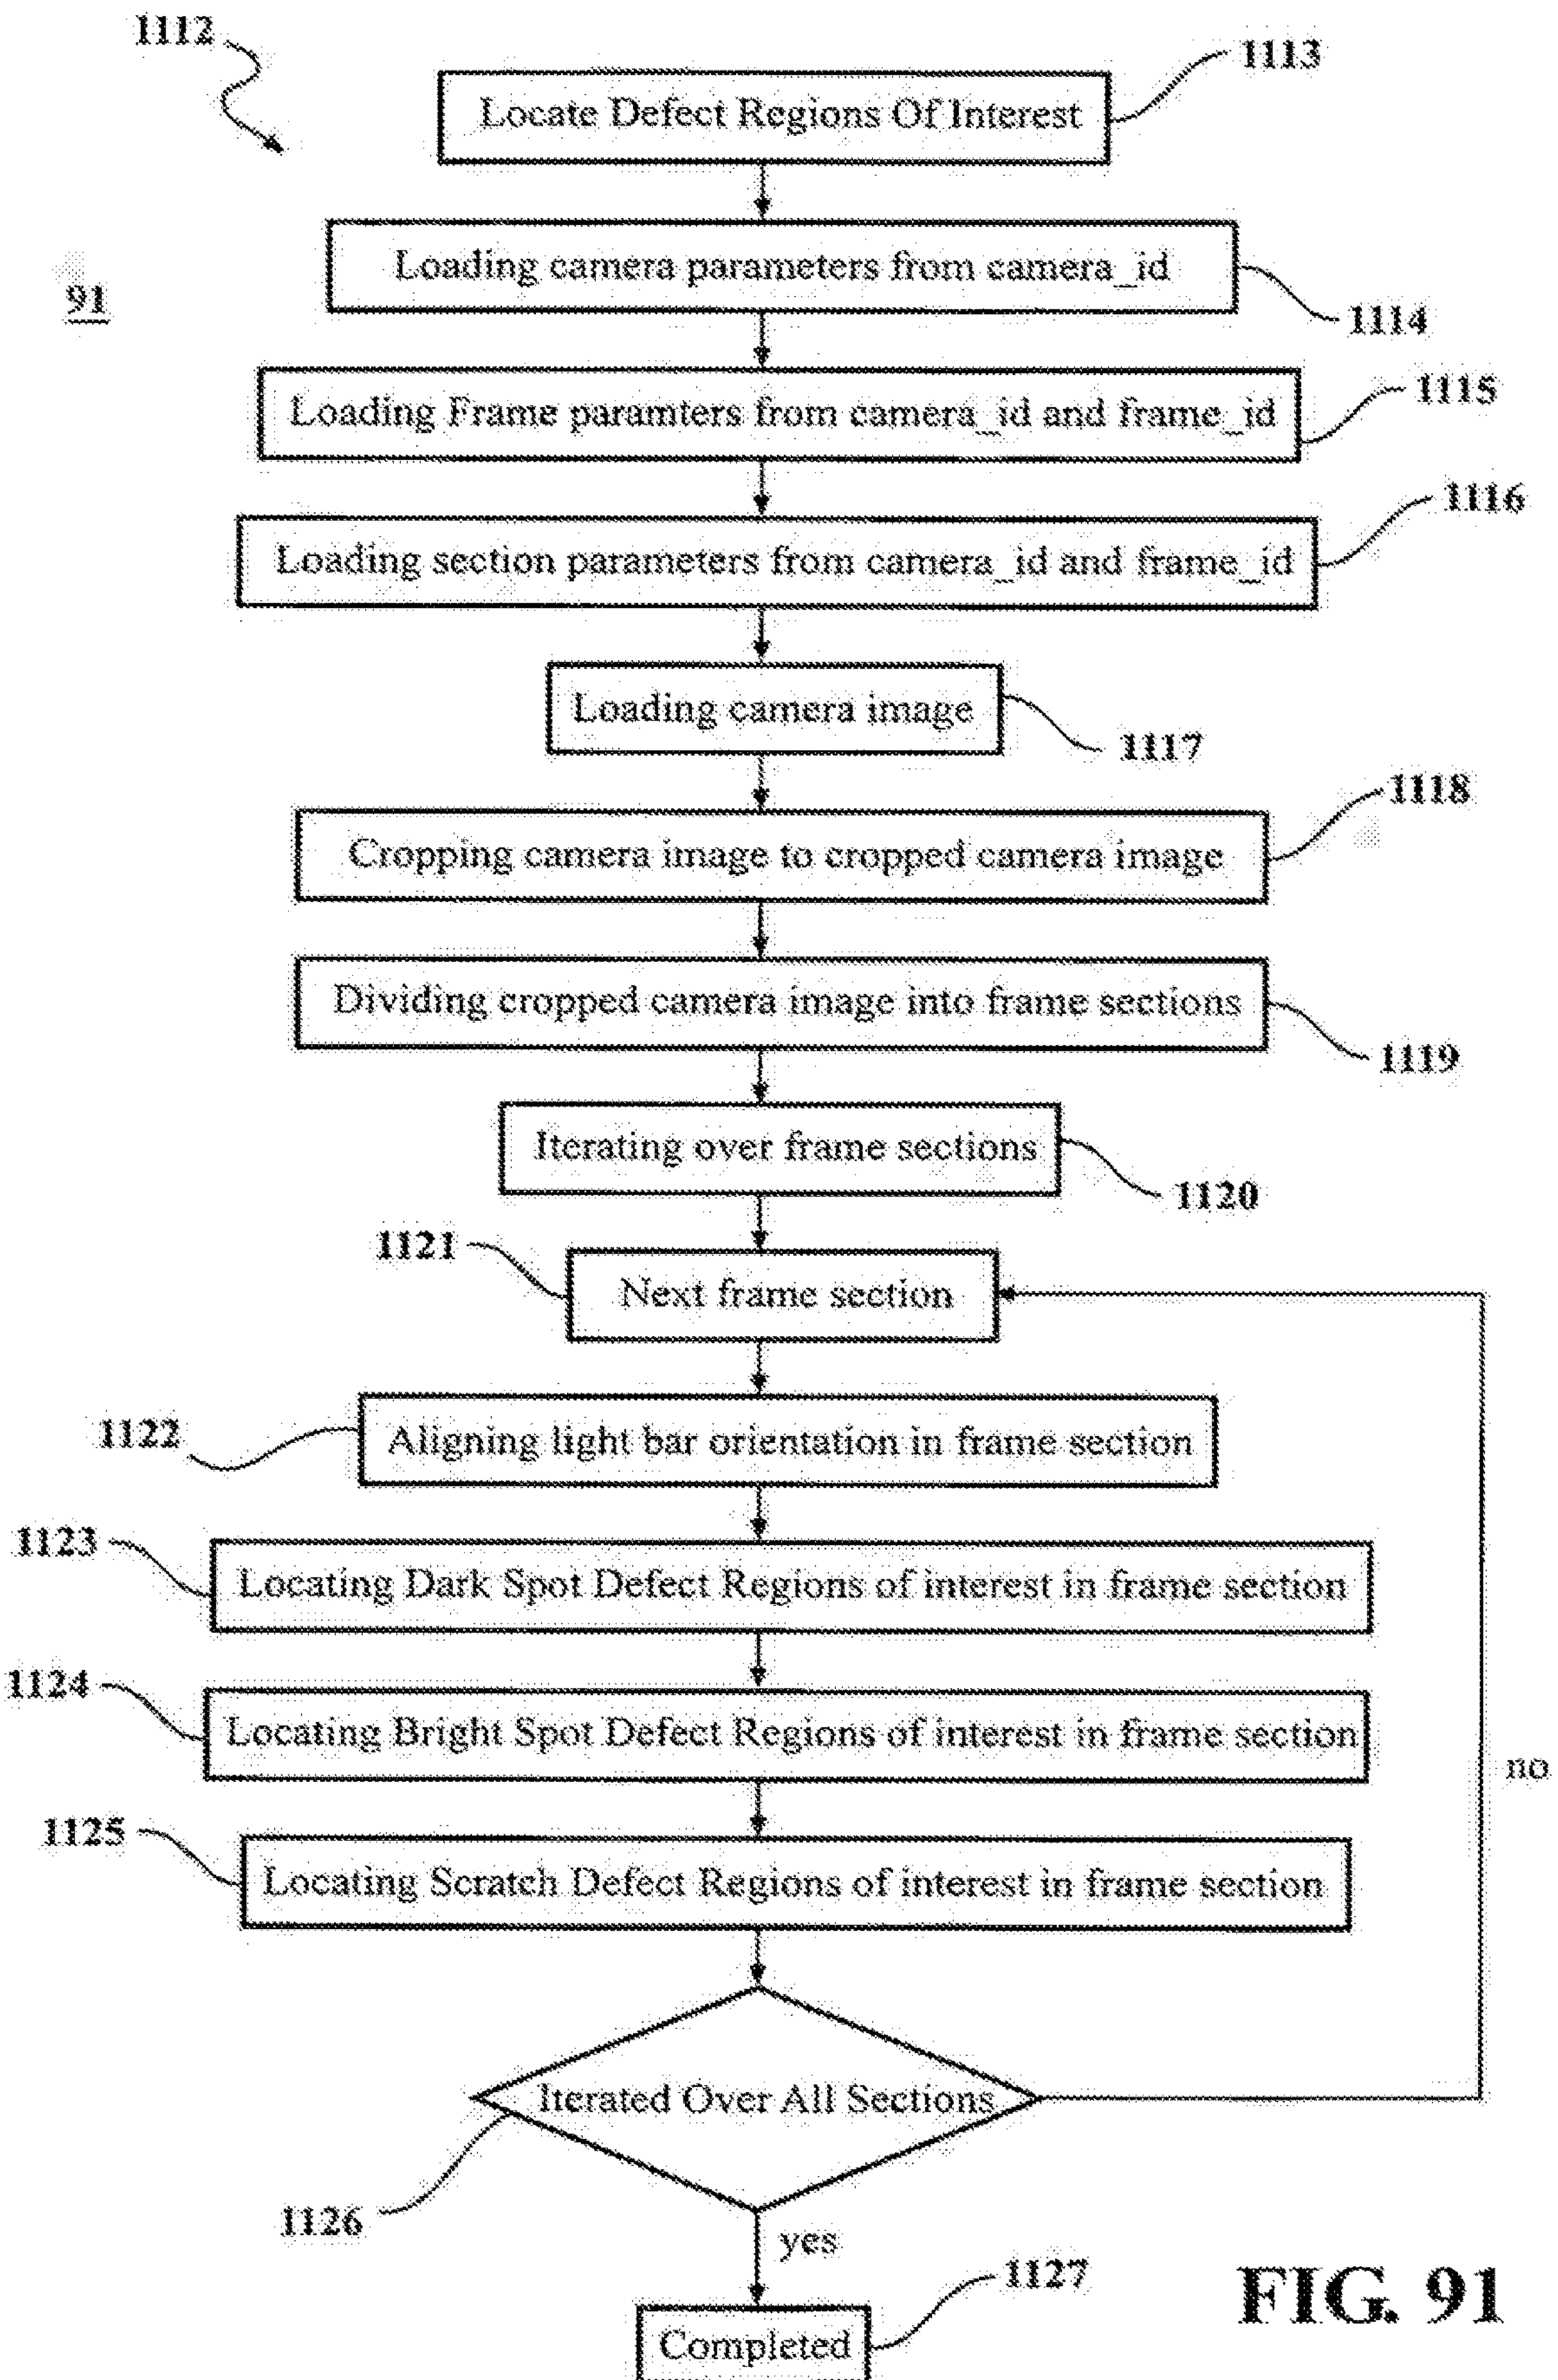 1112
1113
Locate Defect Regions Of Interest
91
Loading camera parameters from camera_id
1114
1115
Loading Frame paramters from camera_id and frame_id
1116
Loading section parameters from camera_id and frame_id
Loading camera image
1117
1118
Cropping camera image to cropped camera image
Dividing cropped camera image into frame sections
1119
Iterating over frame sections
1120
1121
Next frame section
1122
Aligning light bar orientation in frame section
1123
Locating Dark Spot Defect Regions of interest in frame section
1124
Locating Bright Spot Defect Regions of interest in frame section
no
1125
Locating Scratch Defect Regions of interest in frame section
Iterated Over All Sections
1126
yes
1127
Completed
FIG. 91